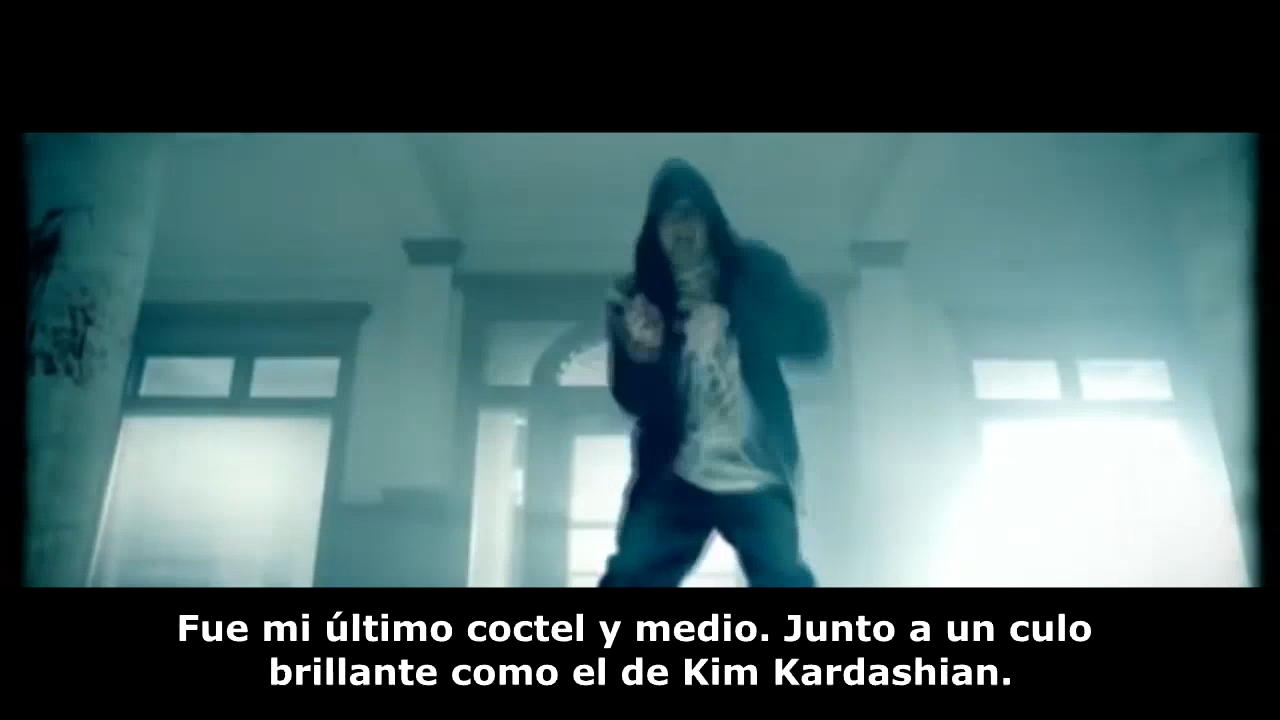 Fue mi último coctel y medio. Junto a un culo
brillante como el de Kim Kardashian.